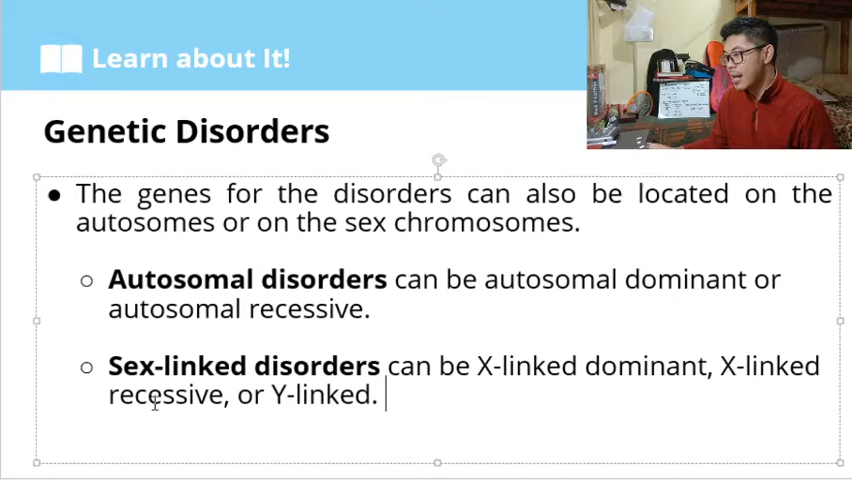 Learn about It!
Genetic Disorders
● The genes for the disorders can also be located on the
autosomes or on the sex chromosomes.
○ Autosomal disorders can be autosomal dominant or
autosomal recessive.
○ Sex-linked disorders can be X-linked dominant, X-linked
recessive, or Y-linked.